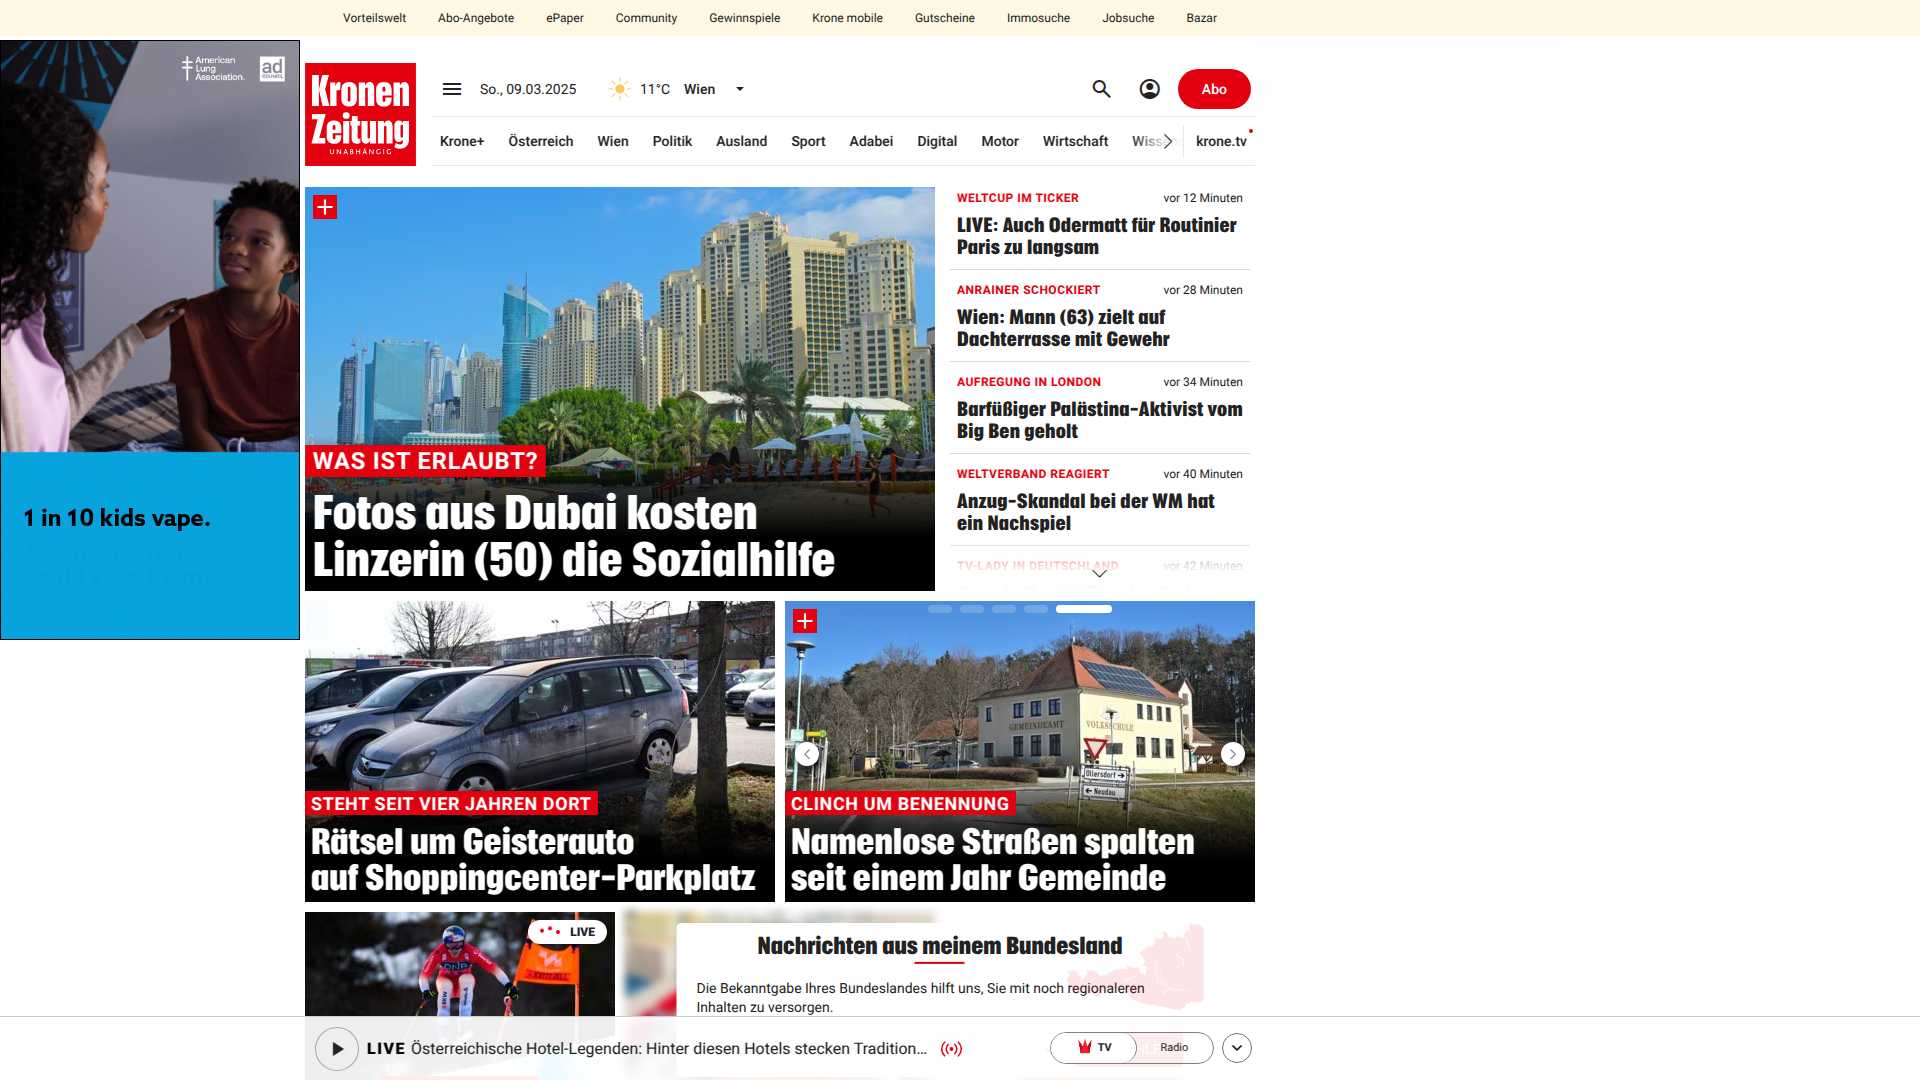 Vorteilswelt Abo-Angebote ePaper Community Gewinnspiele Krone mobile Gutscheine Immosuche Jobsuche Bazar
American
Lung
Association.
ad
COUNCIL
1 in 10 kids vape.
Kronen
Zeitung
UNABHÄNGIG
So., 09.03.2025 11°C Wien Abo
Krone+ Österreich Wien Politik Ausland Sport Adabei Digital Motor Wirtschaft Wiss krone.tv
WAS IST ERLAUBT?
Fotos aus Dubai kosten
Linzerin (50) die Sozialhilfe
WELTCUP IM TICKER vor 12 Minuten
LIVE: Auch Odermatt für Routinier
Paris zu langsam
ANRAINER SCHOCKIERT vor 28 Minuten
Wien: Mann (63) zielt auf
Dachterrasse mit Gewehr
AUFREGUNG IN LONDON vor 34 Minuten
Barfüßiger Palästina-Aktivist vom
Big Ben geholt
WELTVERBAND REAGIERT vor 40 Minuten
Anzug-Skandal bei der WM hat
ein Nachspiel
TV-LADY IN DEUTSCHLAND vor 42 Minuten
STEHT SEIT VIER JAHREN DORT
Rätsel um Geisterauto
auf Shoppingcenter-Parkplatz
GEMEINDEAMT VOLKSSCHULE
Ollersdorf
Neudau
CLINCH UM BENENNUNG
Namenlose Straßen spalten
seit einem Jahr Gemeinde
LIVE
Nachrichten aus meinem Bundesland
Die Bekanntgabe Ihres Bundeslandes hilft uns, Sie mit noch regionaleren
Inhalten zu versorgen.
LIVE Österreichische Hotel-Legenden: Hinter diesen Hotels stecken Tradition... TV Radio